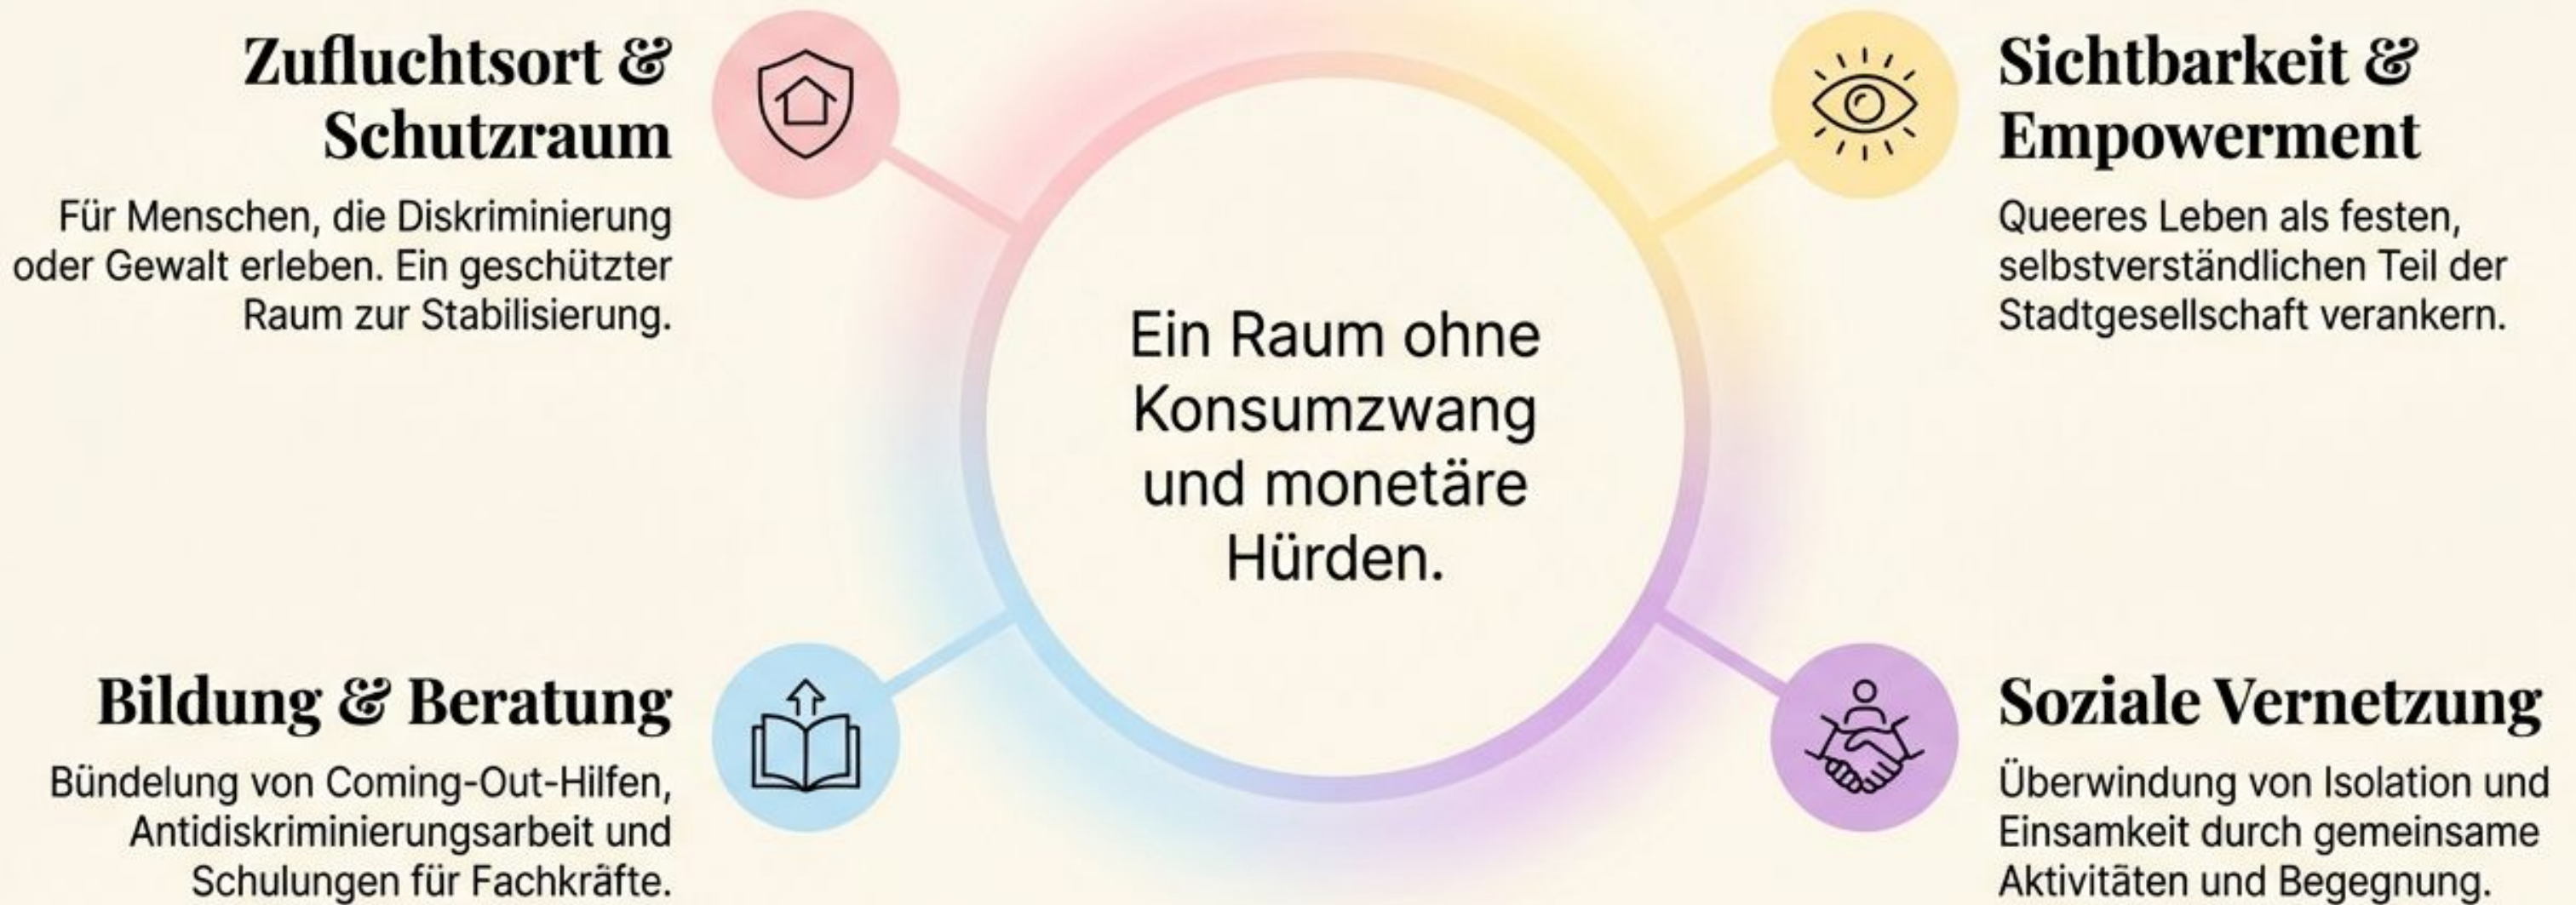 Zufluchtsort &
Schutzraum
Für Menschen, die Diskriminierung
oder Gewalt erleben. Ein geschützter
Raum zur Stabilisierung.
Sichtbarkeit &
Empowerment
Queeres Leben als festen,
selbstverständlichen Teil der
Stadtgesellschaft verankern.
Ein Raum ohne
Konsumzwang
und monetäre
Hürden.
Bildung & Beratung
Bündelung von Coming-Out-Hilfen,
Antidiskriminierungsarbeit und
Schulungen für Fachkräfte.
Soziale Vernetzung
Überwindung von Isolation und
Einsamkeit durch gemeinsame
Aktivitäten und Begegnung.